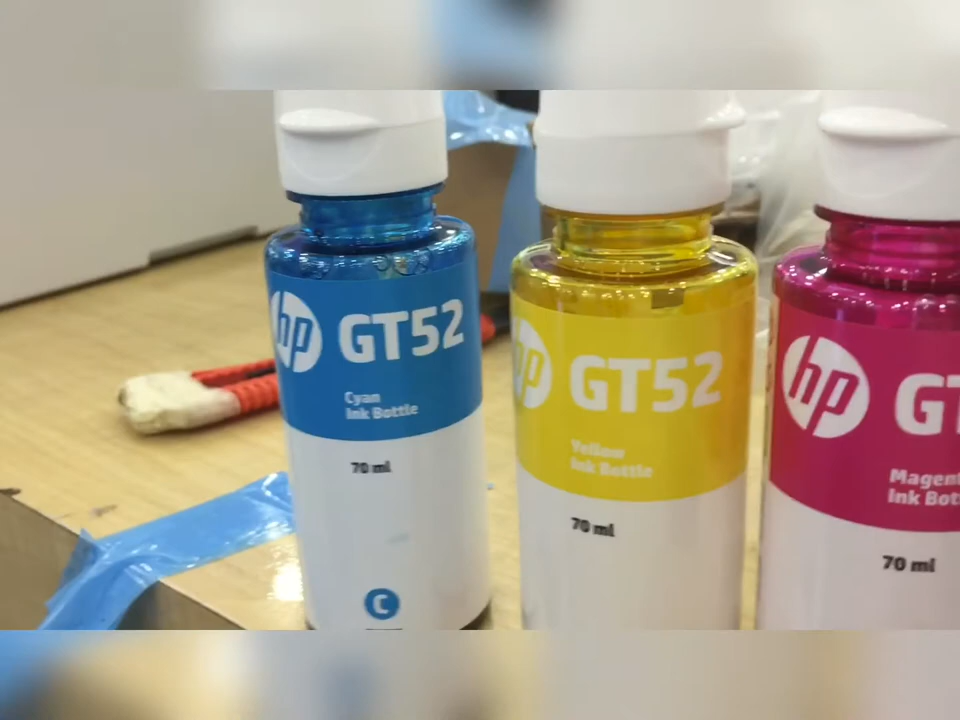 hp
GT52
Cyan
Ink Bottle
70 ml
C
hp
GT52
Yellow
Ink Bottle
70 ml
hp
GT
Magent
Ink Bot
70 ml